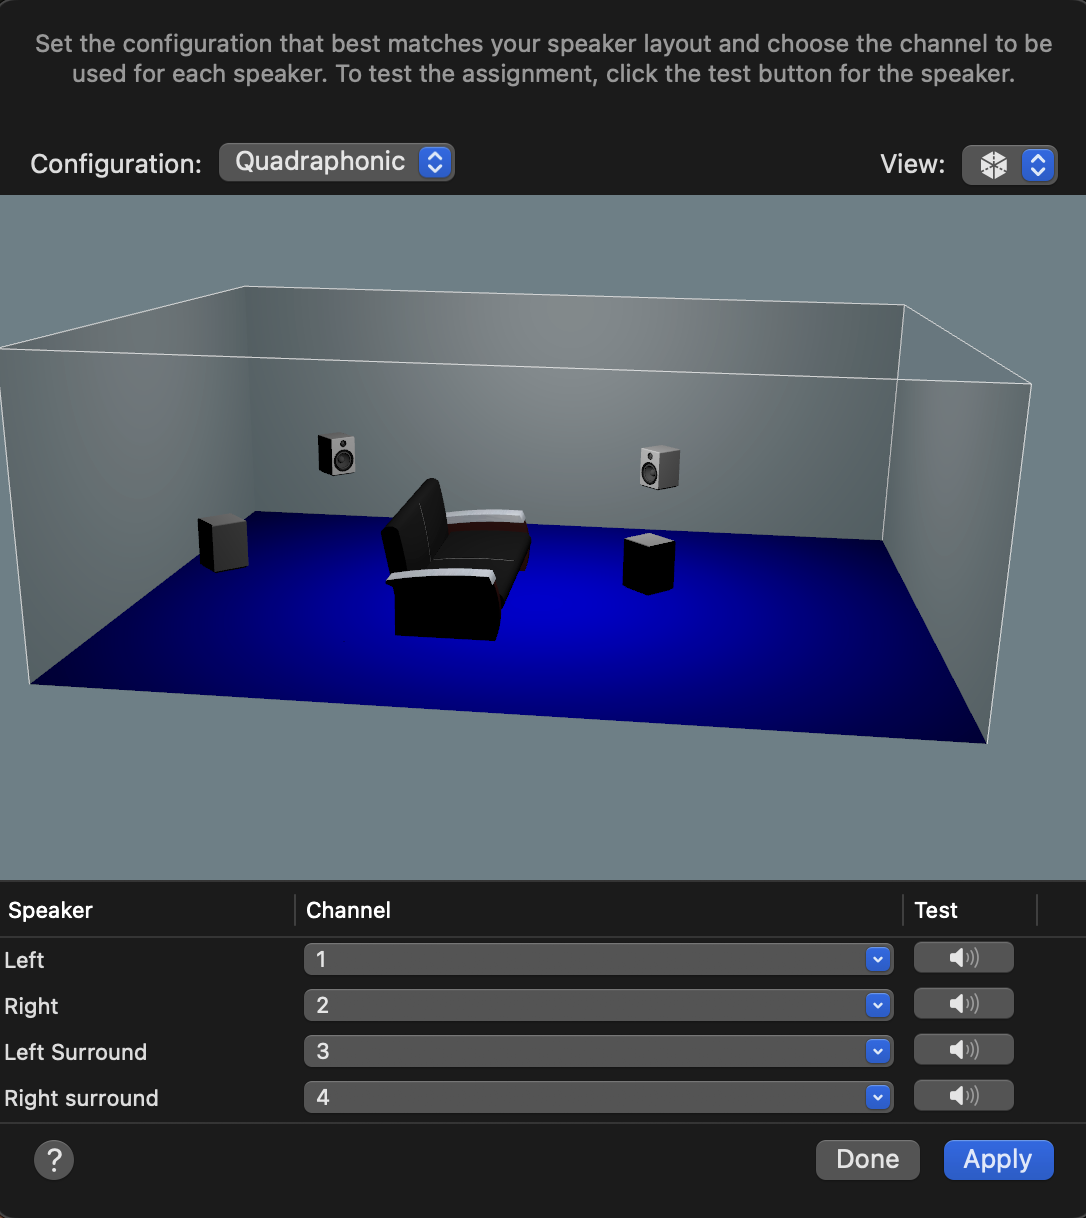 Set the configuration that best matches your speaker layout and choose the channel to be
used for each speaker. To test the assignment, click the test button for the speaker.
Configuration: Quadraphonic View:
Speaker Channel Test
Left 1
Right 2
Left Surround 3
Right surround 4
? Done Apply